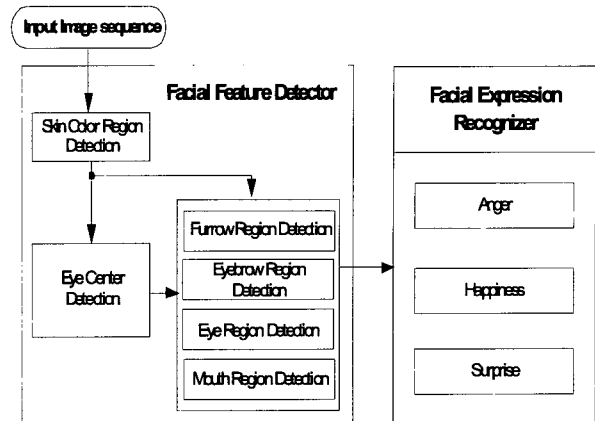 Input Image sequence
Facial Feature Detector
Skin Color Region
Detection
Eye Center
Detection
Furrow Region Detection
Eyebrow Region
Detection
Eye Region Detection
Mouth Region Detection
Facial Expression
Recognizer
Anger
Happiness
Surprise